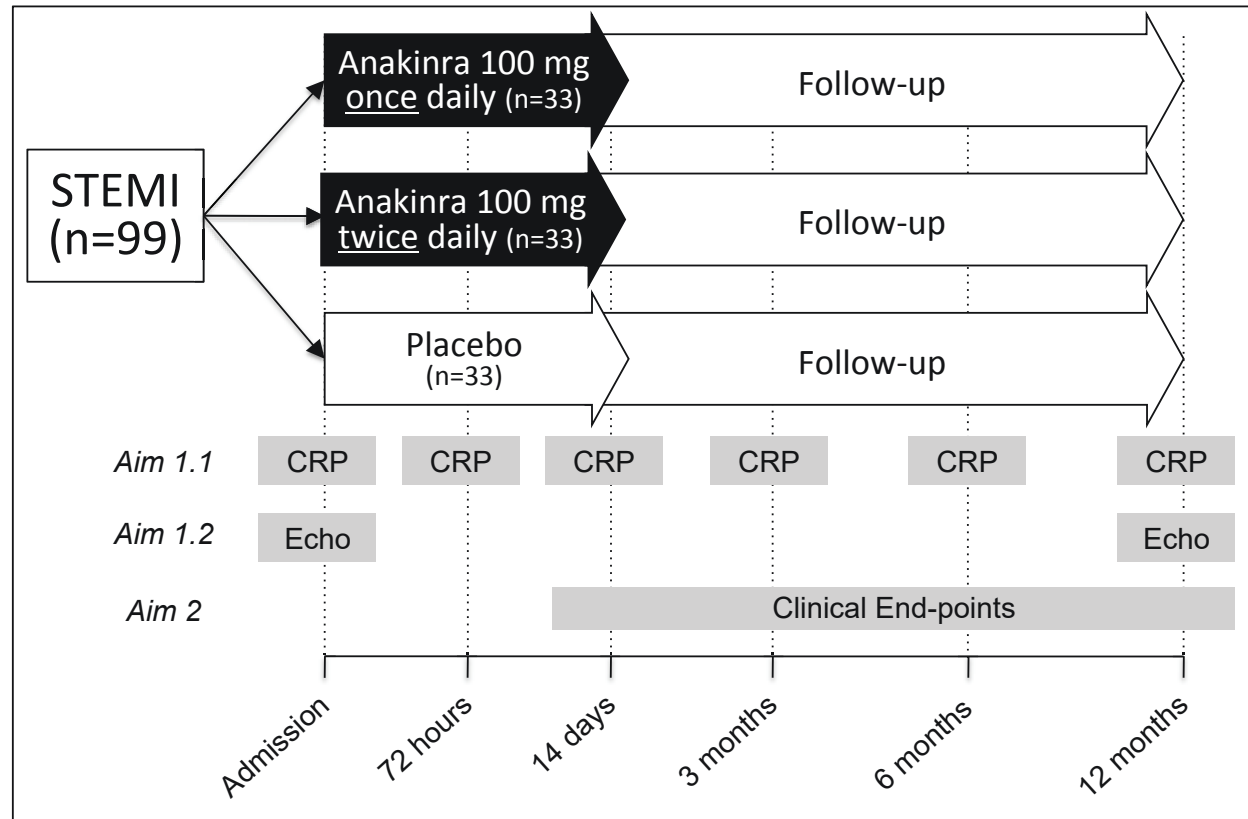 Anakinra 100 mg
once daily (n=33)
Follow-up
STEMI
(n=99)
Anakinra 100 mg
twice daily (n=33)
Follow-up
Placebo
(n=33)
Follow-up
Aim 1.1 CRP CRP CRP CRP CRP CRP
Aim 1.2 Echo Echo
Aim 2 Clinical End-points
Admission 72 hours 14 days 3 months 6 months 12 months